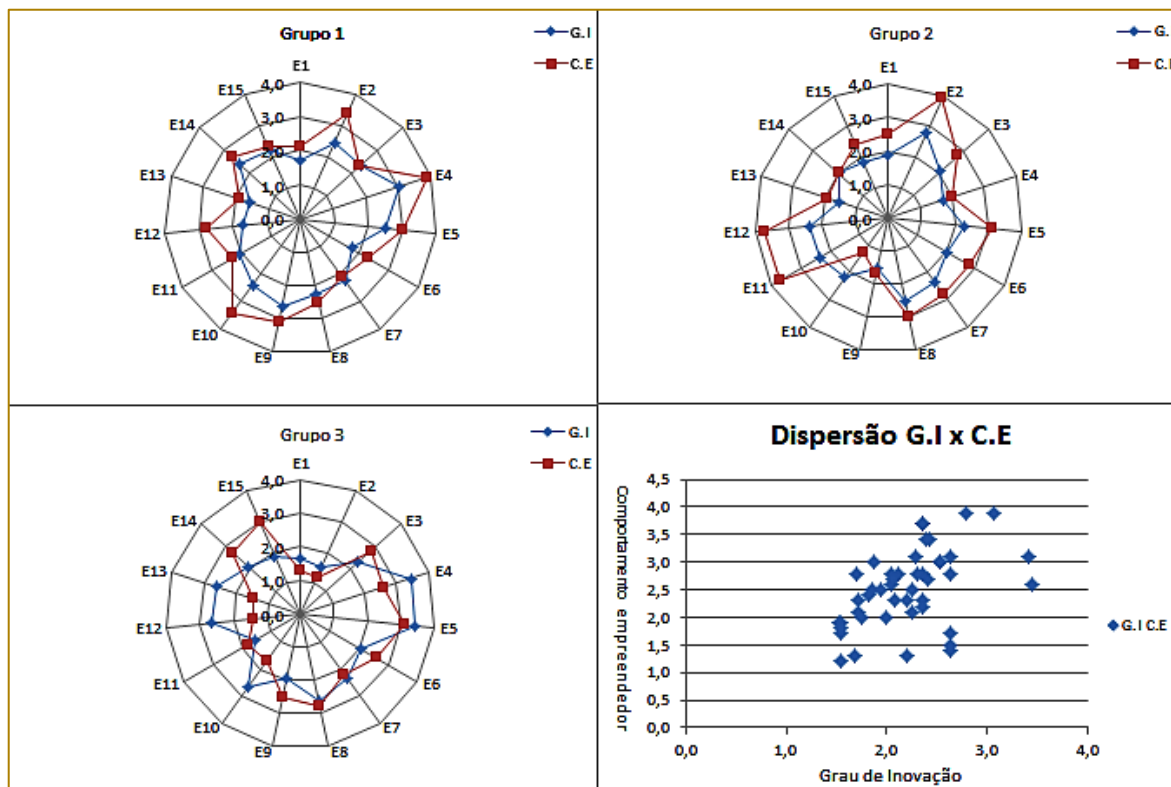 Grupo 1
G.I
C.E
E1
E2
E3
E4
E5
E6
E7
E8
E9
E10
E11
E12
E13
E14
E15
4,0
3,0
2,0
1,0
0,0
Grupo 2
G.
C.E
E1
E2
E3
E4
E5
E6
E7
E8
E9
E10
E11
E12
E13
E14
E15
4,0
3,0
2,0
1,0
0,0
Grupo 3
G.I
C.E
E1
E2
E3
E4
E5
E6
E7
E8
E9
E10
E11
E12
E13
E14
E15
4,0
3,0
2,0
1,0
0,0
Dispersão G.I x C.E
Comportamento empreendedor
4,5
4,0
3,5
3,0
2,5
2,0
1,5
1,0
0,5
0,0
0,0 1,0 2,0 3,0 4,0
Grau de Inovação
G.I C.E